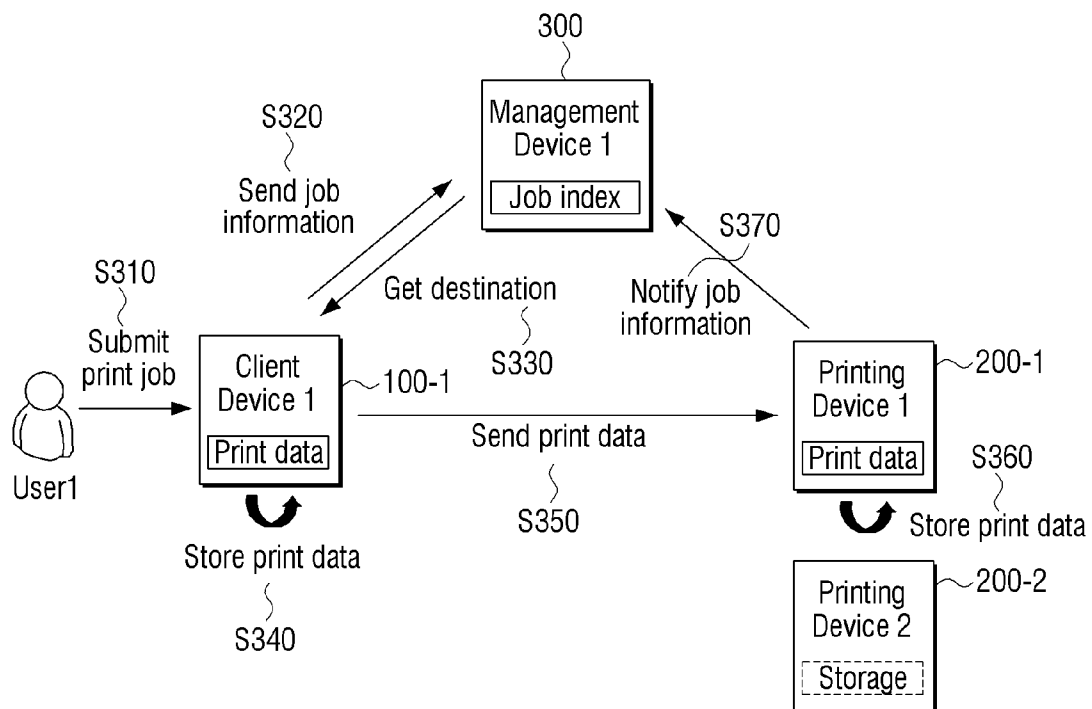 300
Management
Device 1
Job index
S320
Send job
information
S370
Notify job
information
S310
Submit
print job
Get destination
S330
User1
Client
Device 1
Print data
100-1
Send print data
S350
Printing
Device 1
Print data
200-1
S360
Store print data
Store print data
S340
Printing
Device 2
Storage
200-2